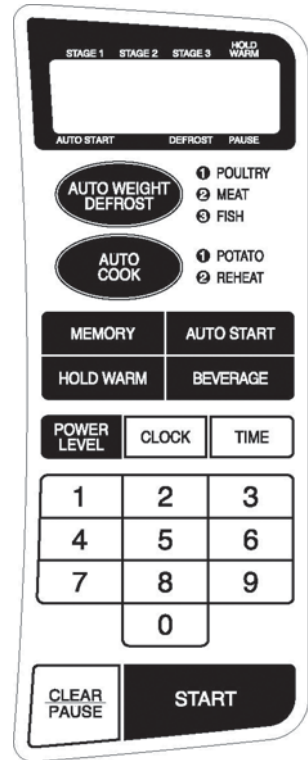 STAGE 1 STAGE 2 STAGE 3 HOLD WARM
AUTO START DEFROST PAUSE
AUTO WEIGHT DEFROST
❶ POULTRY
❷ MEAT
❸ FISH
AUTO COOK
❶ POTATO
❷ REHEAT
MEMORY AUTO START
HOLD WARM BEVERAGE
POWER LEVEL CLOCK TIME
1 2 3
4 5 6
7 8 9
0
CLEAR PAUSE START